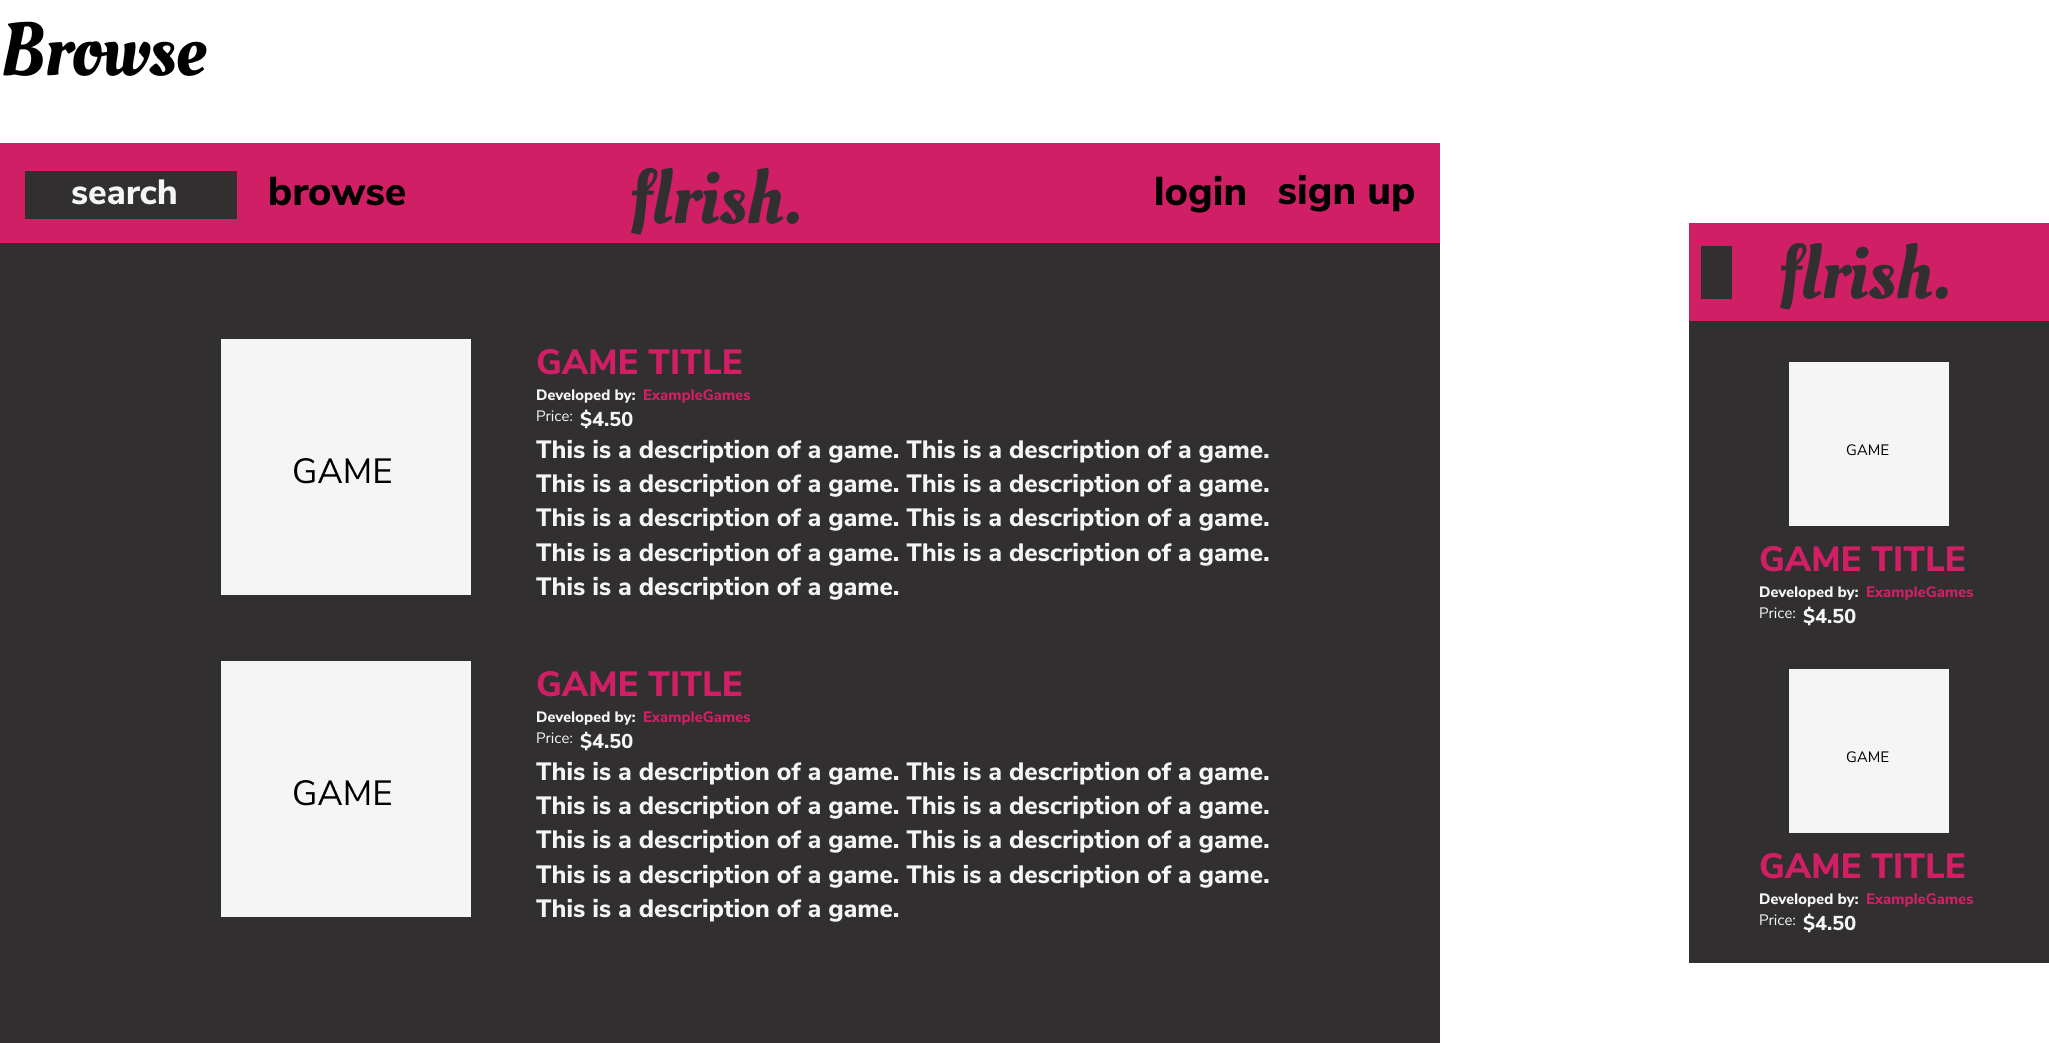 Browse
search browse flrish. login sign up
GAME
GAME TITLE
Developed by: ExampleGames
Price: $4.50
This is a description of a game. This is a description of a game.
This is a description of a game. This is a description of a game.
This is a description of a game. This is a description of a game.
This is a description of a game. This is a description of a game.
This is a description of a game.
GAME
GAME TITLE
Developed by: ExampleGames
Price: $4.50
This is a description of a game. This is a description of a game.
This is a description of a game. This is a description of a game.
This is a description of a game. This is a description of a game.
This is a description of a game. This is a description of a game.
This is a description of a game.
flrish.
GAME
GAME TITLE
Developed by: ExampleGames
Price: $4.50
GAME
GAME TITLE
Developed by: ExampleGames
Price: $4.50